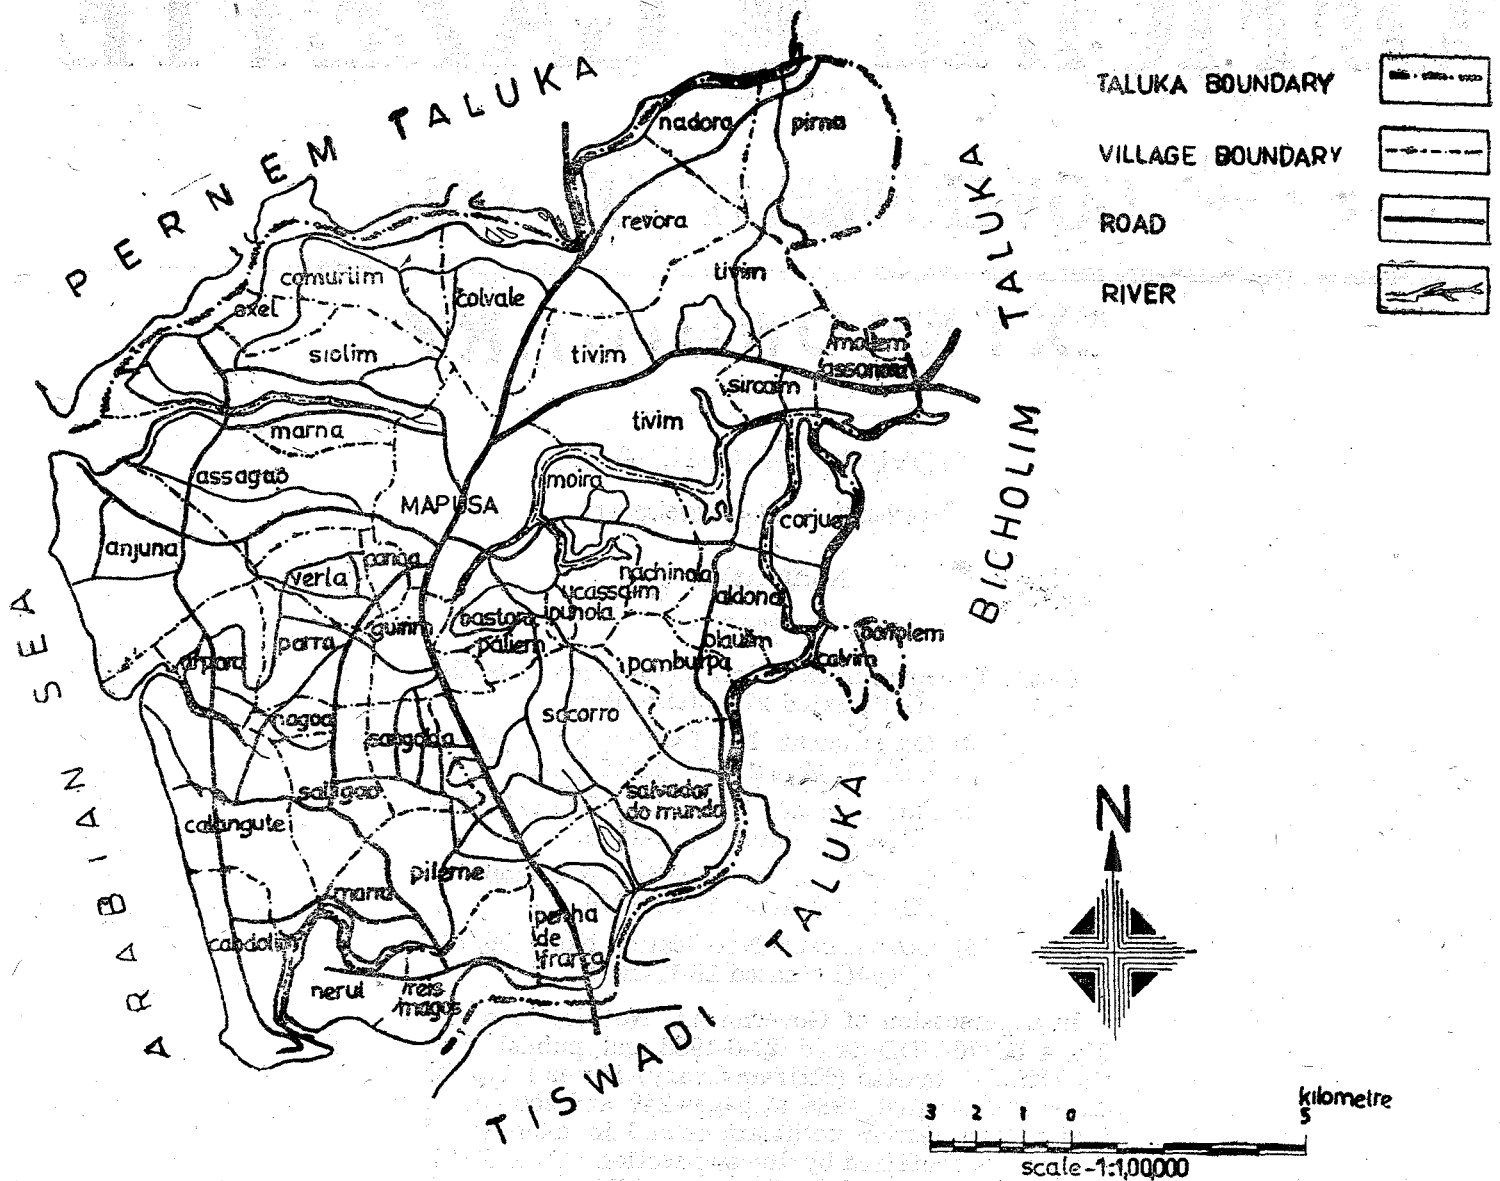 PERNEM TALUKA
TALUKA BOUNDARY
VILLAGE BOUNDARY
ROAD
RIVER
nadora
pirna
revora
tivim
comurlim
colvale
oxel
siolim
tivim
mollem
assonora
sircaim
tivim
marna
assagao
moira
MAPUSA
corjuem
anjuna
canca
verla
nachinola
ucassaim
aldona
bastora
punola
guirim
parra
paliem
olaulim
pomolem
arpora
pomburpa
calvim
nagoa
socorro
sangolda
saligao
salvador
do mundo
calangute
pilerne
marra
penha
de
franca
candolim
nerul
reis
magos
ARABIAN SEA
BICHOLIM TALUKA
TISWADI TALUKA
N
3 2 1 0 5
kilometre
scale-1:1,00,000